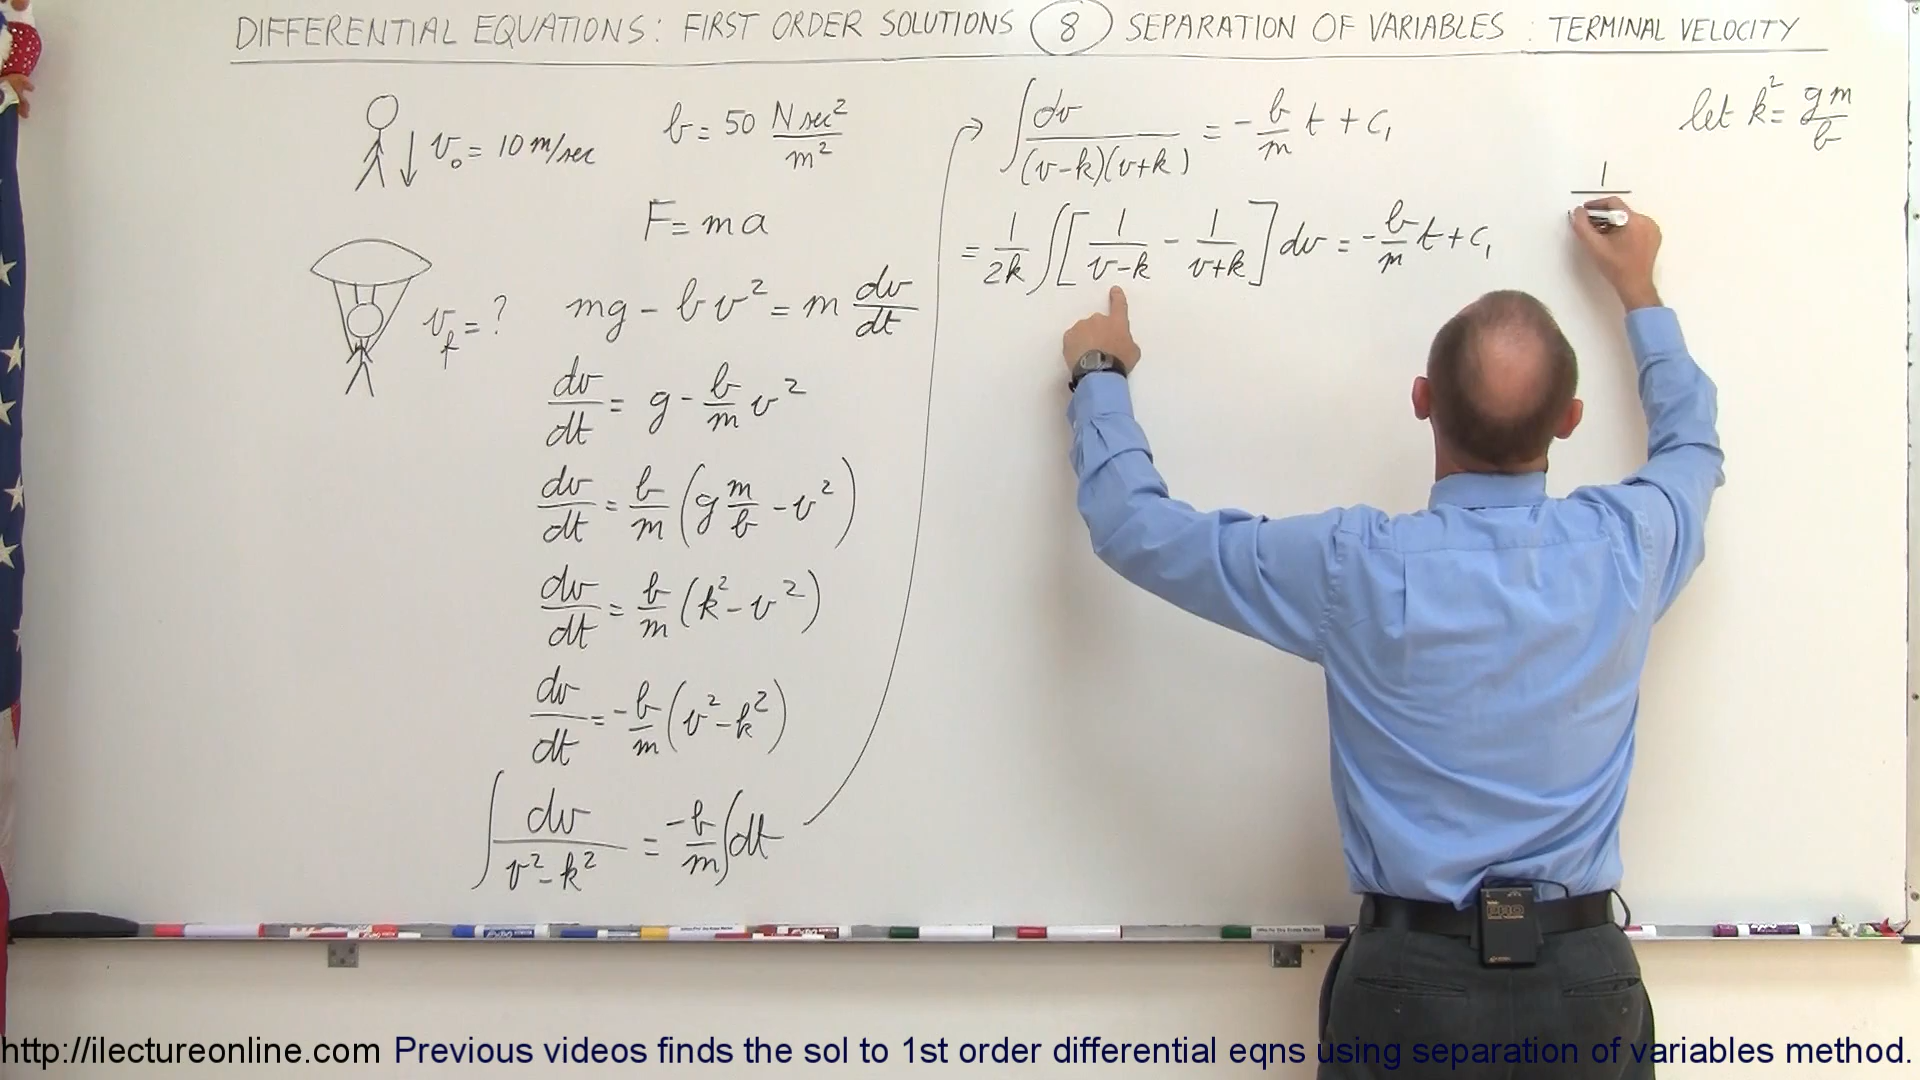 DIFFERENTIAL EQUATIONS: FIRST ORDER SOLUTIONS 8 SEPARATION OF VARIABLES : TERMINAL VELOCITY
v₀ = 10 m/sec
b = 50 N sec²/m²
F = ma
v_f = ?
mg - bv² = m dv/dt
dv/dt = g - b/m v²
dv/dt = b/m (g m/b - v²)
dv/dt = b/m (k² - v²)
dv/dt = -b/m (v² - k²)
∫ dv/(v² - k²) = -b/m ∫ dt
∫ dv/((v-k)(v+k)) = - b/m t + c₁
let k² = gm/b
= 1/2k ∫ [1/(v-k) - 1/(v+k)] dv = - b/m t + c₁
1
http://ilectureonline.com Previous videos finds the sol to 1st order differential eqns using separation of variables method.